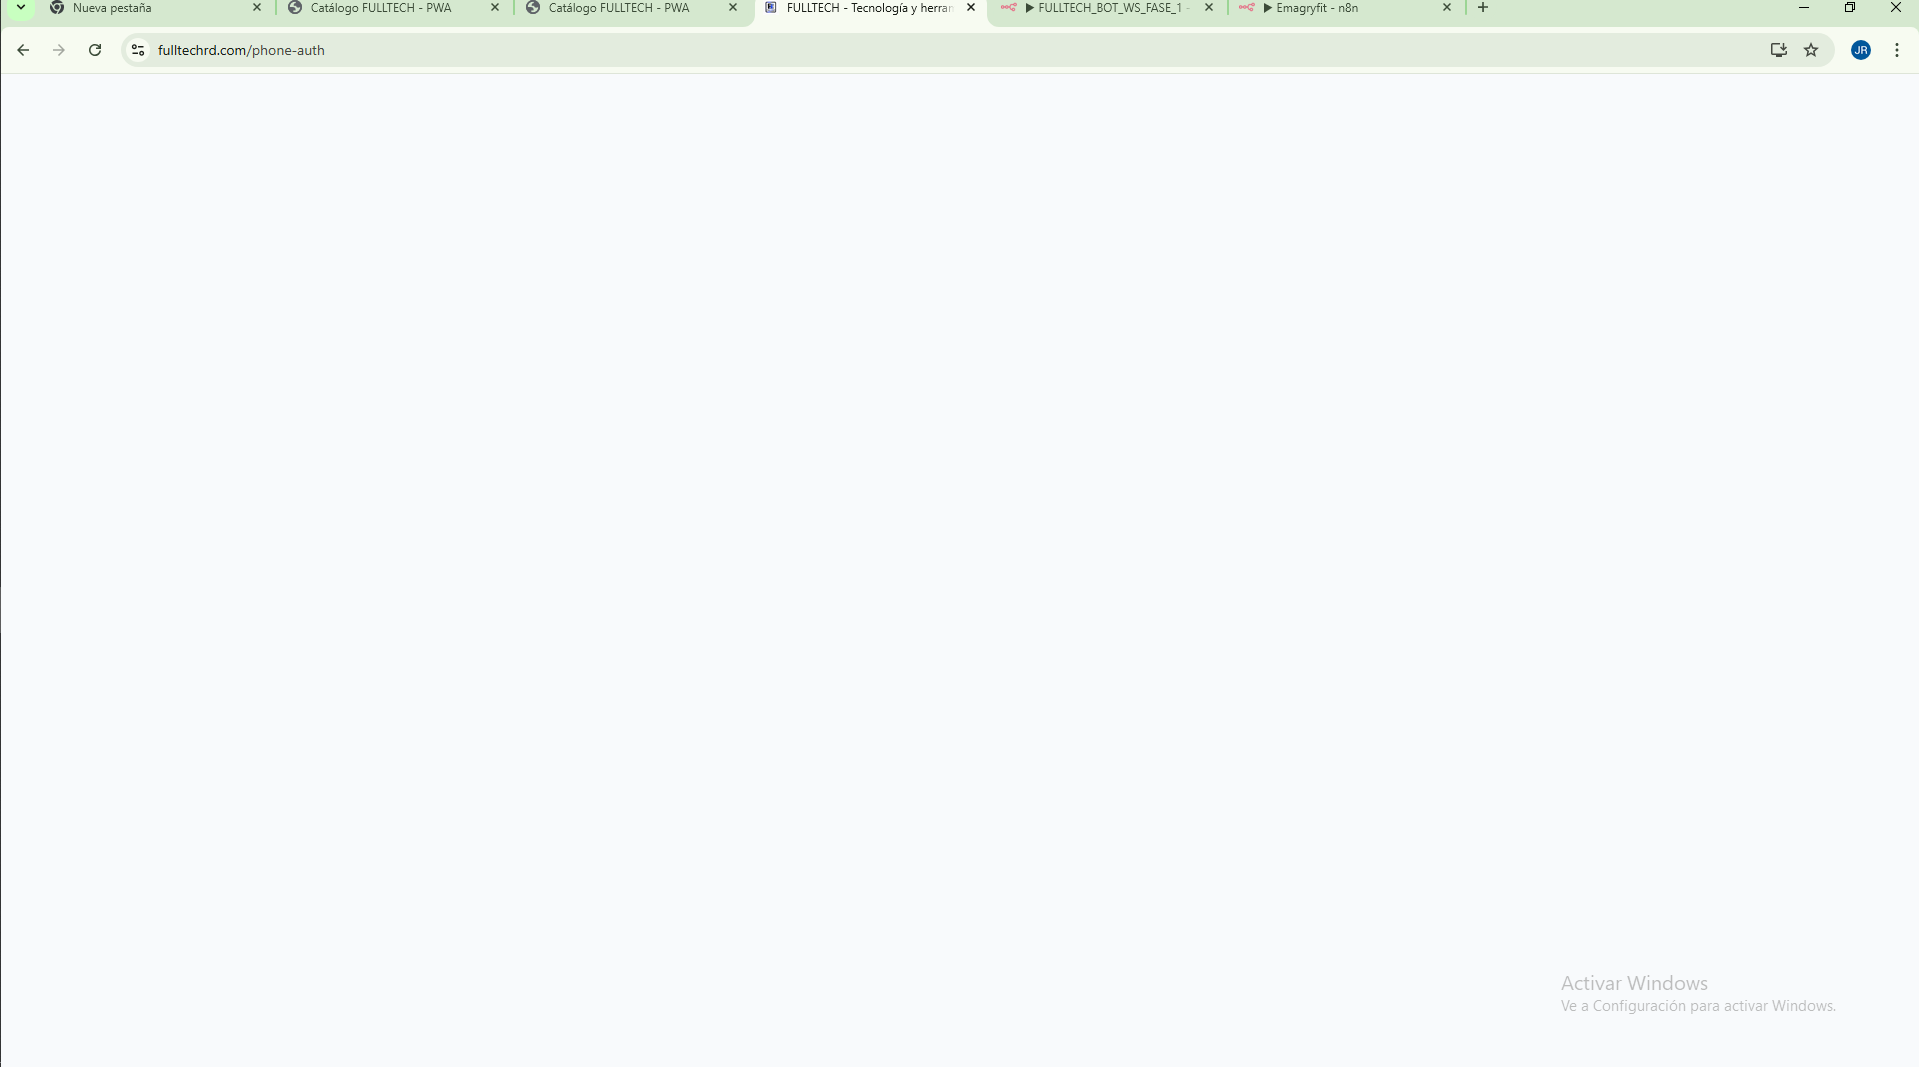 Nueva pestaña
Catálogo FULLTECH - PWA
Catálogo FULLTECH - PWA
FULLTECH - Tecnología y herran
FULLTECH_BOT_WS_FASE_1 -
Emagryfit - n8n
fulltechrd.com/phone-auth
JR
Activar Windows
Ve a Configuración para activar Windows.